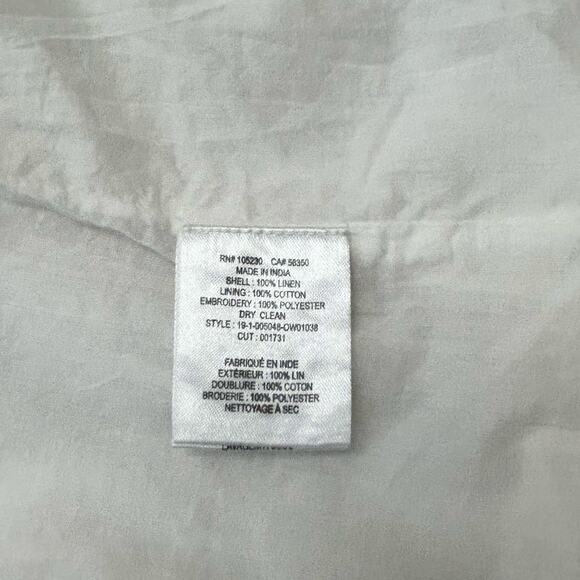 RN# 105230 CA# 56350
MADE IN INDIA
SHELL : 100% LINEN
LINING : 100% COTTON
EMBROIDERY : 100% POLYESTER
DRY CLEAN
STYLE : 19-1-005048-OW01038
CUT : 001731
FABRIQUÉ EN INDE
EXTÉRIEUR : 100% LIN
DOUBLURE : 100% COTON
BRODERIE : 100% POLYESTER
NETTOYAGE À SEC